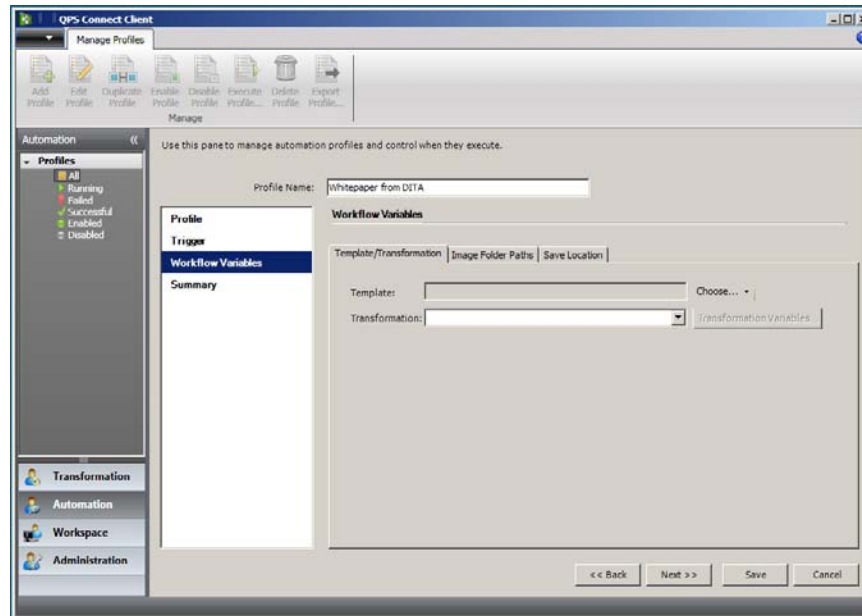 QPS Connect Client
Manage Profiles
Add Profile Edit Profile Duplicate Profile Enable Profile Disable Profile Execute Profile... Delete Profile Export Profile...
Manage
Automation
Use this pane to manage automation profiles and control when they execute.
Profiles
All
Running
Failed
Successful
Enabled
Disabled
Profile Name: Whitepaper from DITA
Profile
Trigger
Workflow Variables
Summary
Workflow Variables
Template/Transformation Image Folder Paths Save Location
Template: Choose...
Transformation: Transformation Variables
Transformation
Automation
Workspace
Administration
<< Back Next >> Save Cancel